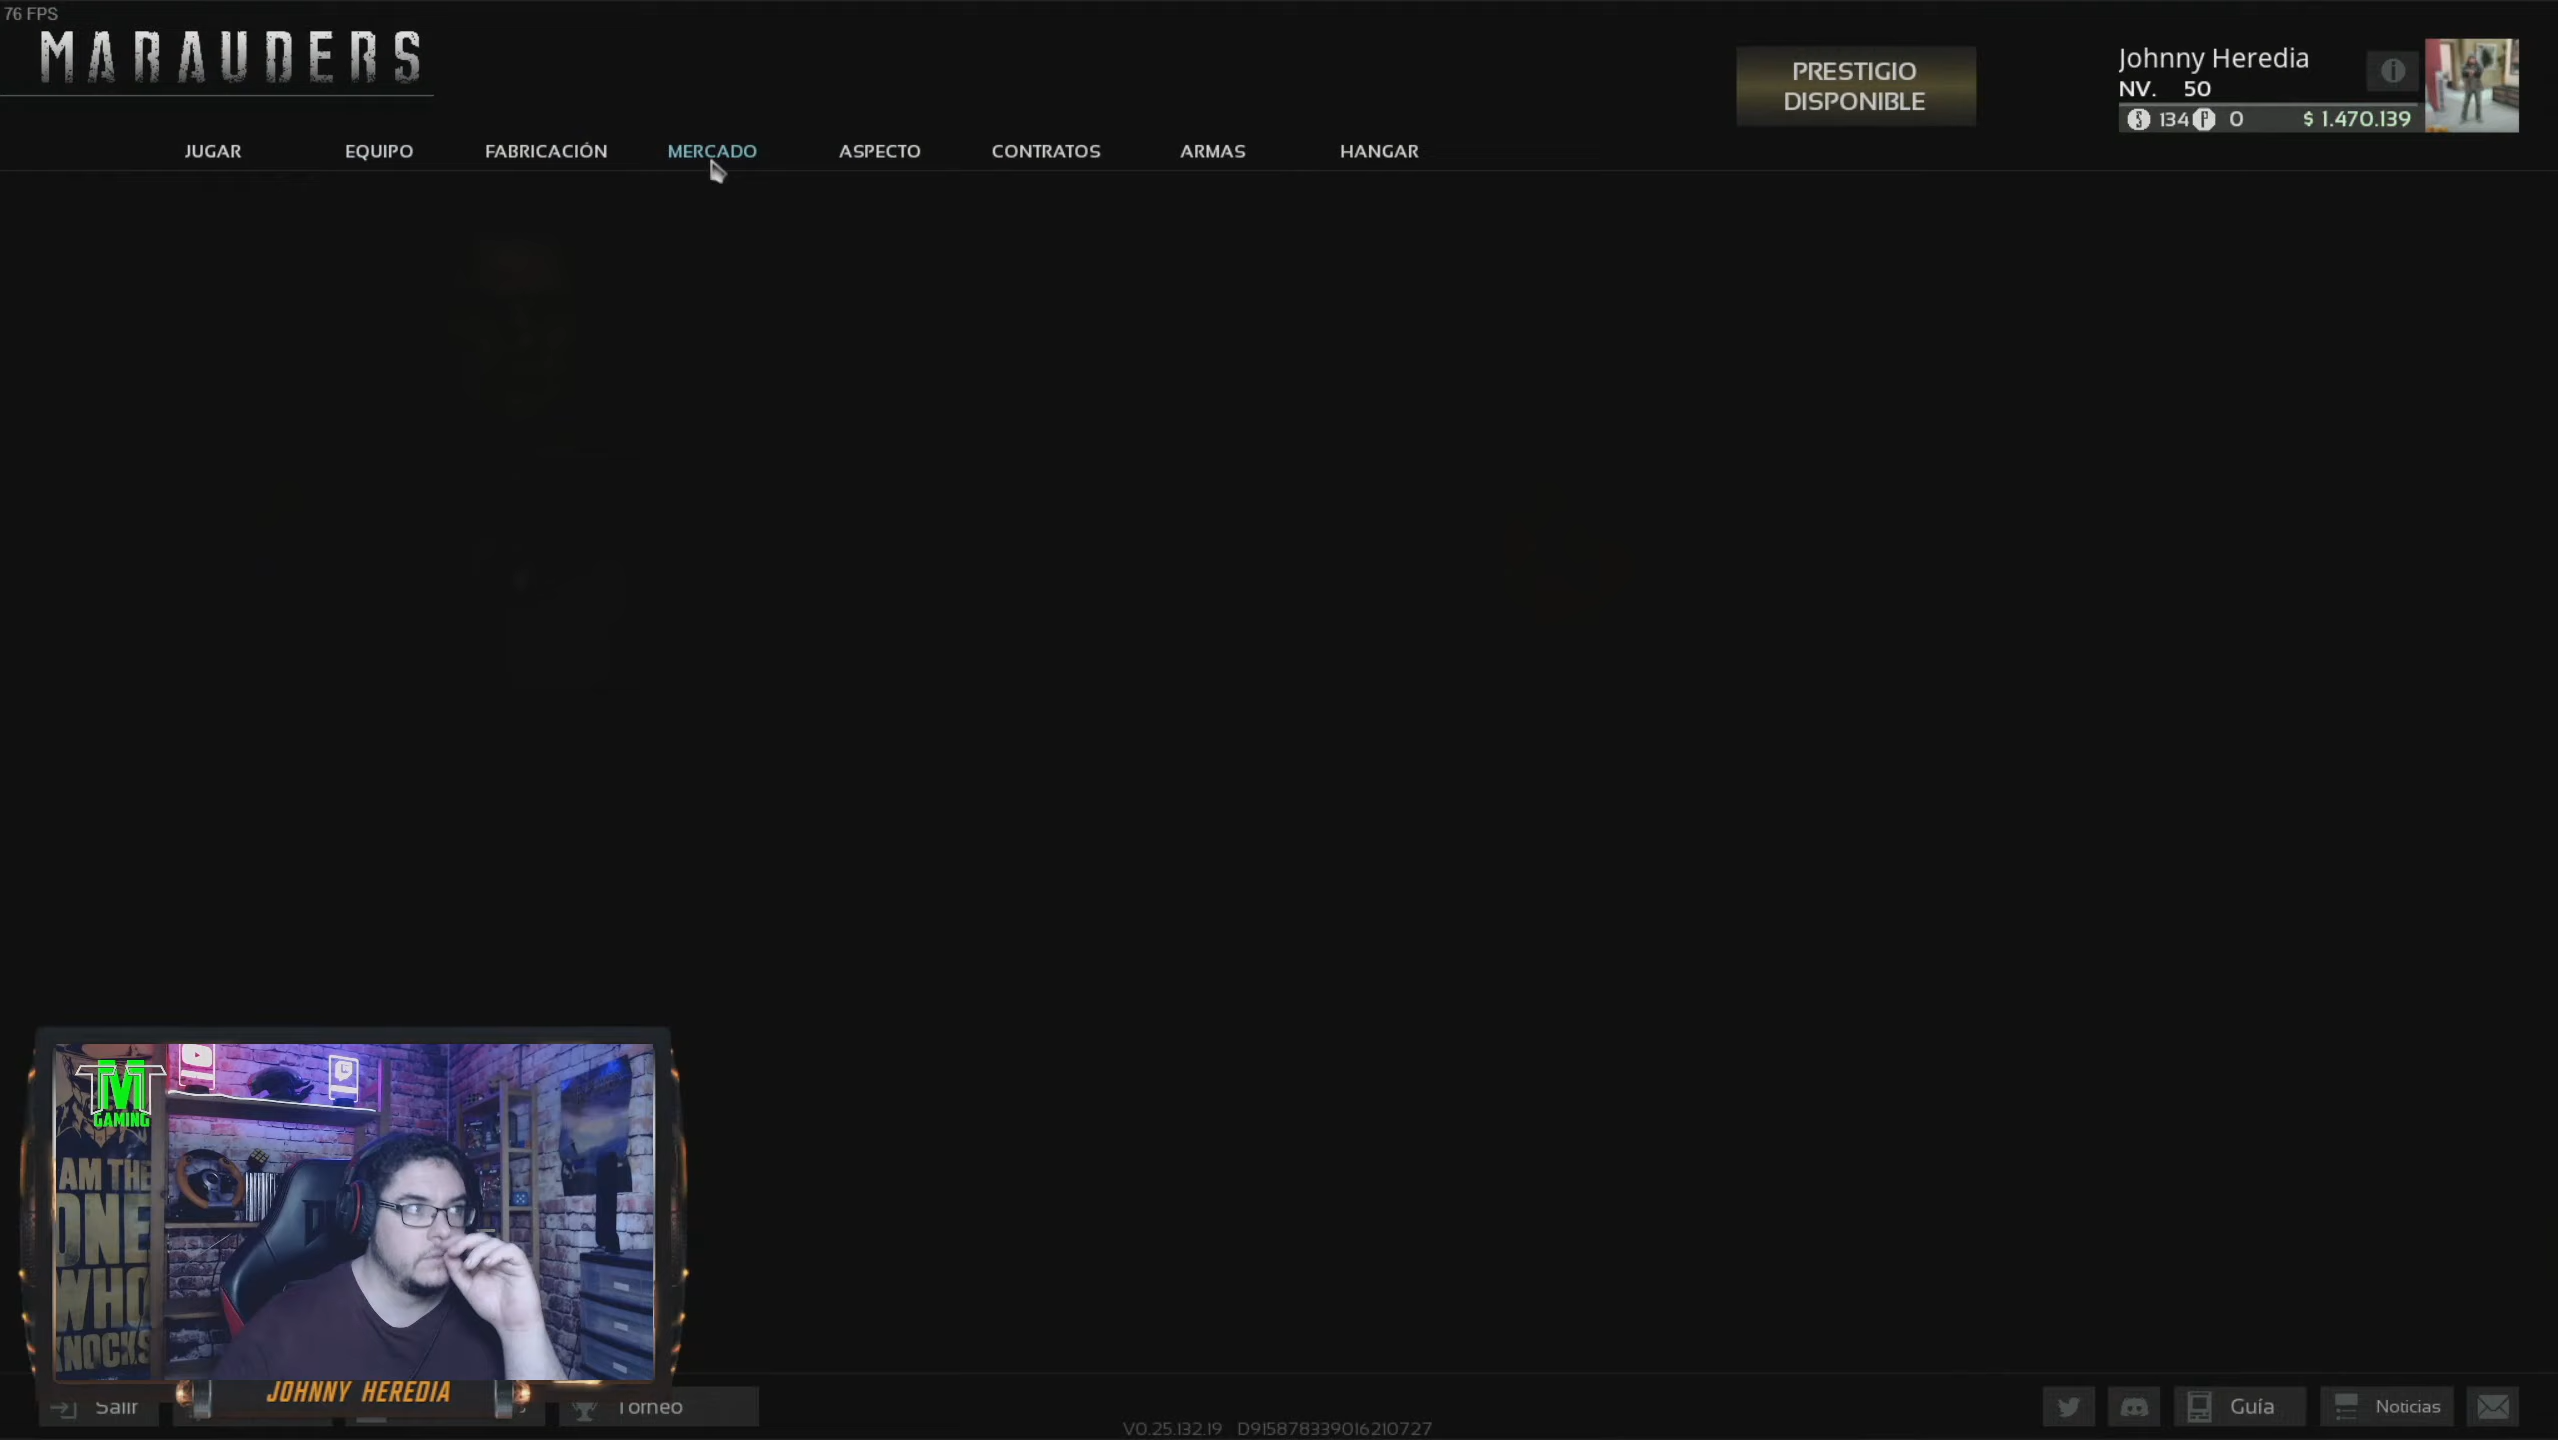 76 FPS
MARAUDERS
PRESTIGIO
DISPONIBLE
Johnny Heredia
NV. 50
134 0 $ 1.470.139
JUGAR EQUIPO FABRICACIÓN MERCADO ASPECTO CONTRATOS ARMAS HANGAR
TMT
GAMING
AM THE
ONE
WHO
KNOCKS
JOHNNY HEREDIA
Salir
Torneo
Guía
Noticias
V0.25.132.19 D915878339016210727